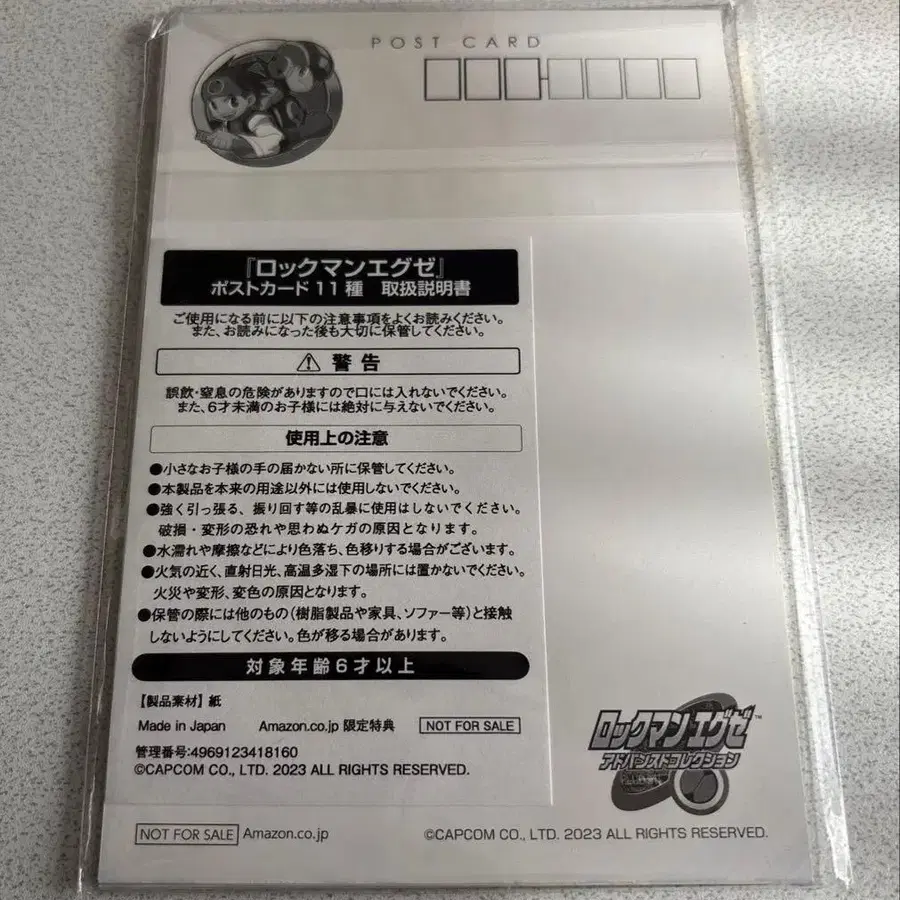 POST CARD
『ロックマンエグゼ』
ポストカード 11 種　取扱説明書
ご使用になる前に以下の注意事項をよくお読みください。
また、お読みになった後も大切に保管してください。
⚠ 警 告
誤飲・窒息の危険がありますので口には入れないでください。
また、6才未満のお子様には絶対に与えないでください。
使用上の注意
●小さなお子様の手の届かない所に保管してください。
●本製品を本来の用途以外には使用しないでください。
●強く引っ張る、振り回す等の乱暴に使用はしないでください。
破損・変形の恐れや思わぬケガの原因となります。
●水濡れや摩擦などにより色落ち、色移りする場合がございます。
●火気の近く、直射日光、高温多湿下の場所には置かないでください。
火災や変形、変色の原因となります。
●保管の際には他のもの(樹脂製品や家具、ソファー等)と接触
しないようにしてください。色が移る場合があります。
対象年齢6才以上
【製品素材】紙
Made in Japan　Amazon.co.jp 限定特典　NOT FOR SALE
管理番号:4969123418160
©CAPCOM CO., LTD. 2023 ALL RIGHTS RESERVED.
ロックマンエグゼ™
アドバンスドコレクション
NOT FOR SALE Amazon.co.jp
©CAPCOM CO., LTD. 2023 ALL RIGHTS RESERVED.